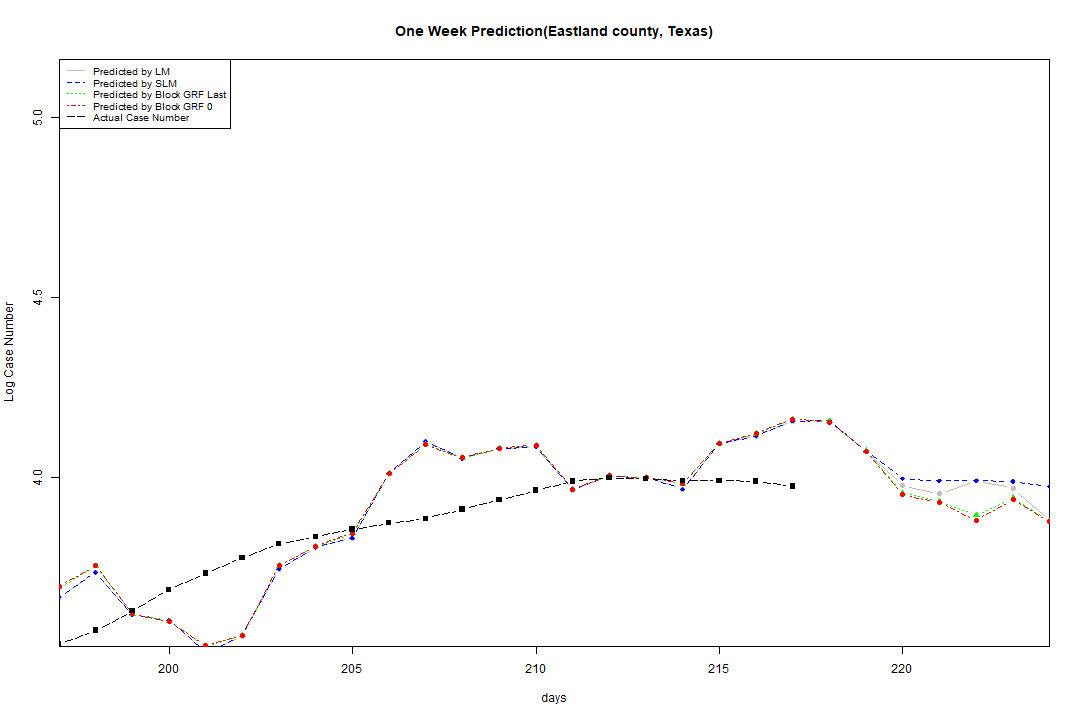 One Week Prediction(Eastland county, Texas)
Predicted by LM
Predicted by SLM
Predicted by Block GRF Last
Predicted by Block GRF 0
Actual Case Number
5.0
4.5
4.0
Log Case Number
200 205 210 215 220
days